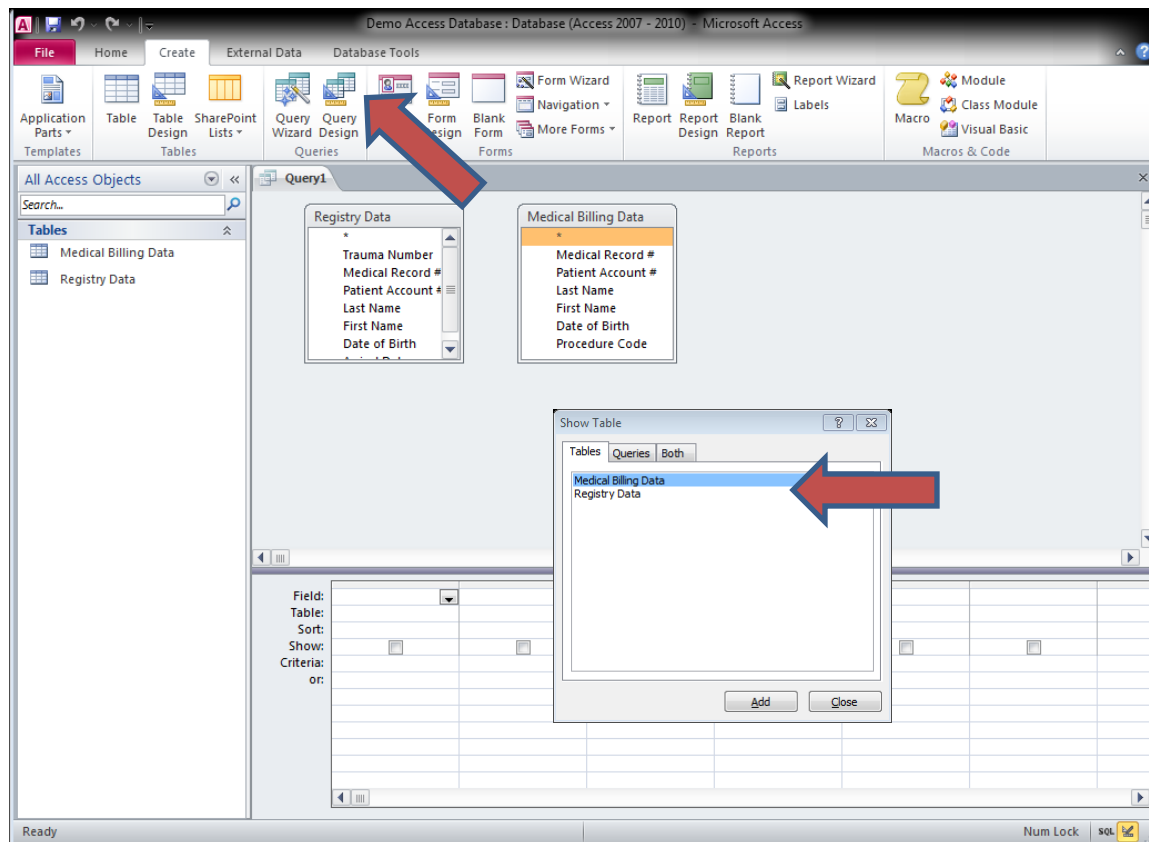 Demo Access Database : Database (Access 2007 - 2010) - Microsoft Access
File Home Create External Data Database Tools
Application Parts
Table
Table Design
SharePoint Lists
Query Wizard
Query Design
Form
Blank Form
Form Wizard
Navigation
More Forms
Report
Report Design
Blank Report
Report Wizard
Labels
Macro
Module
Class Module
Visual Basic
Templates Tables Queries Forms Reports Macros & Code
All Access Objects
Search...
Tables
Medical Billing Data
Registry Data
Query1
Registry Data
*
Trauma Number
Medical Record #
Patient Account #
Last Name
First Name
Date of Birth
Medical Billing Data
*
Medical Record #
Patient Account #
Last Name
First Name
Date of Birth
Procedure Code
Show Table
Tables Queries Both
Medical Billing Data
Registry Data
Add Close
Field:
Table:
Sort:
Show:
Criteria:
or:
Ready Num Lock SQL